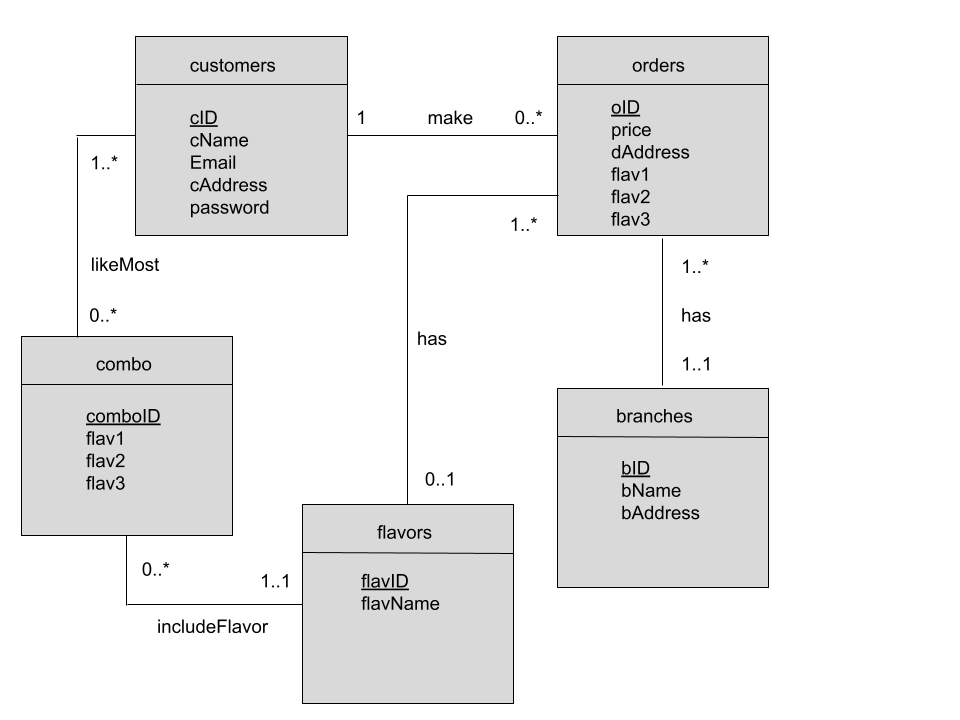 customers
cID
cName
Email
cAddress
password
1
make
0..*
orders
oID
price
dAddress
flav1
flav2
flav3
1..*
likeMost
0..*
1..*
has
0..1
1..*
has
1..1
combo
comboID
flav1
flav2
flav3
branches
bID
bName
bAddress
0..*
1..1
includeFlavor
flavors
flavID
flavName